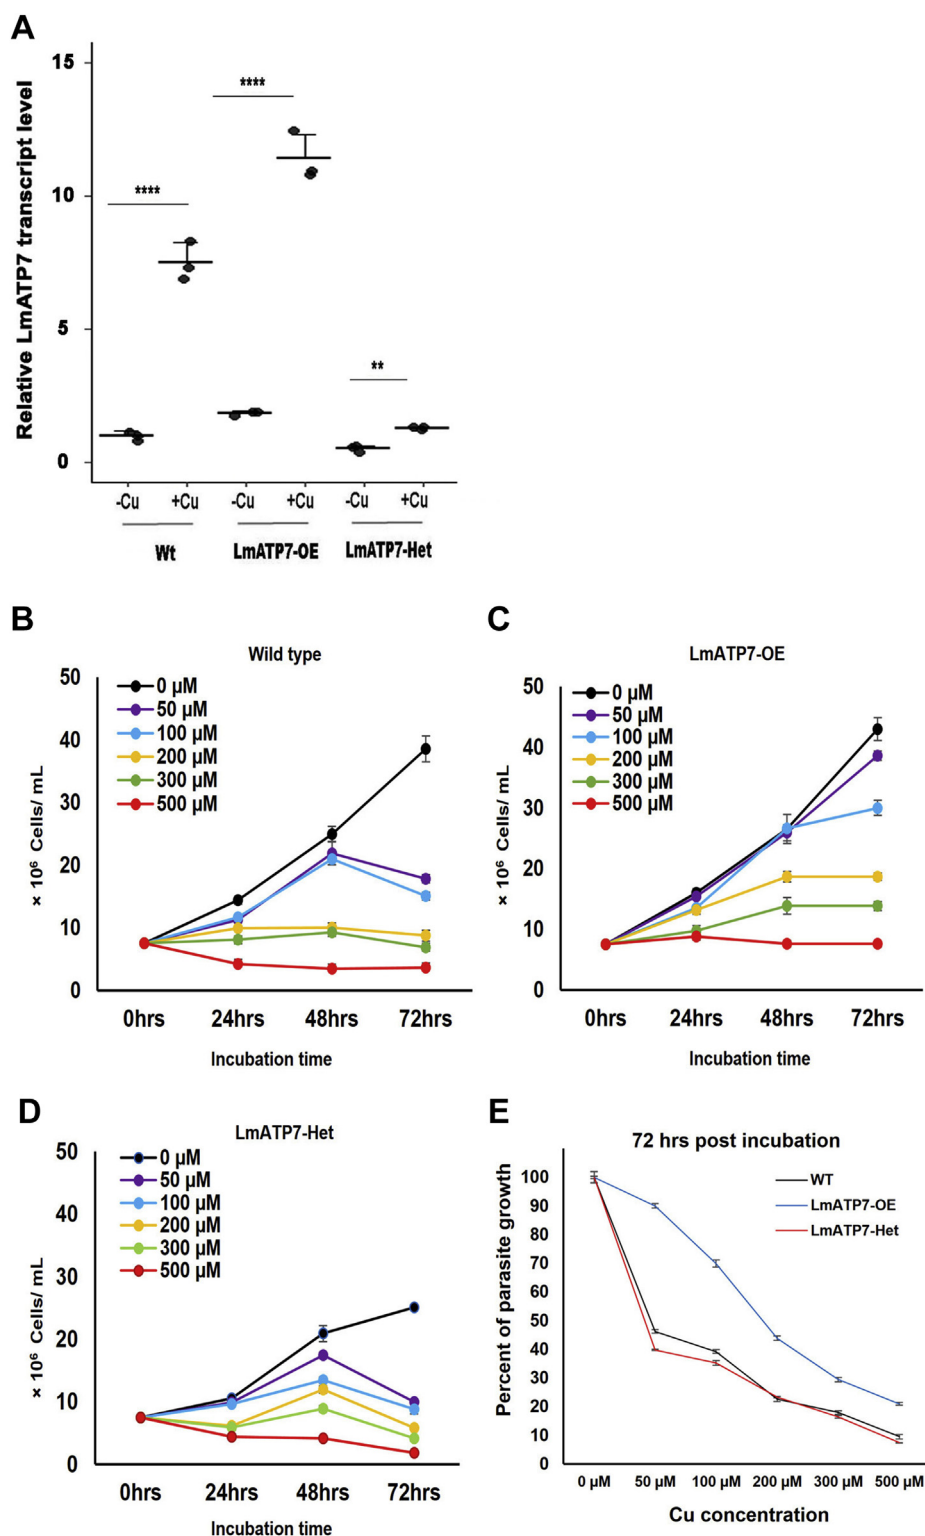 A
Relative LmATP7 transcript level
15
10
5
0
****
****
**
-Cu +Cu -Cu +Cu -Cu +Cu
Wt LmATP7-OE LmATP7-Het
B
Wild type
× 10⁶ Cells/ mL
50
40
30
20
10
0
0 µM
50 µM
100 µM
200 µM
300 µM
500 µM
0hrs 24hrs 48hrs 72hrs
Incubation time
C
LmATP7-OE
× 10⁶ Cells/ mL
50
40
30
20
10
0
0 µM
50 µM
100 µM
200 µM
300 µM
500 µM
0hrs 24hrs 48hrs 72hrs
Incubation time
D
LmATP7-Het
× 10⁶ Cells/ mL
50
40
30
20
10
0
0 µM
50 µM
100 µM
200 µM
300 µM
500 µM
0hrs 24hrs 48hrs 72hrs
Incubation time
E
72 hrs post incubation
Percent of parasite growth
100
90
80
70
60
50
40
30
20
10
0
WT
LmATP7-OE
LmATP7-Het
0 µM 50 µM 100 µM 200 µM 300 µM 500 µM
Cu concentration